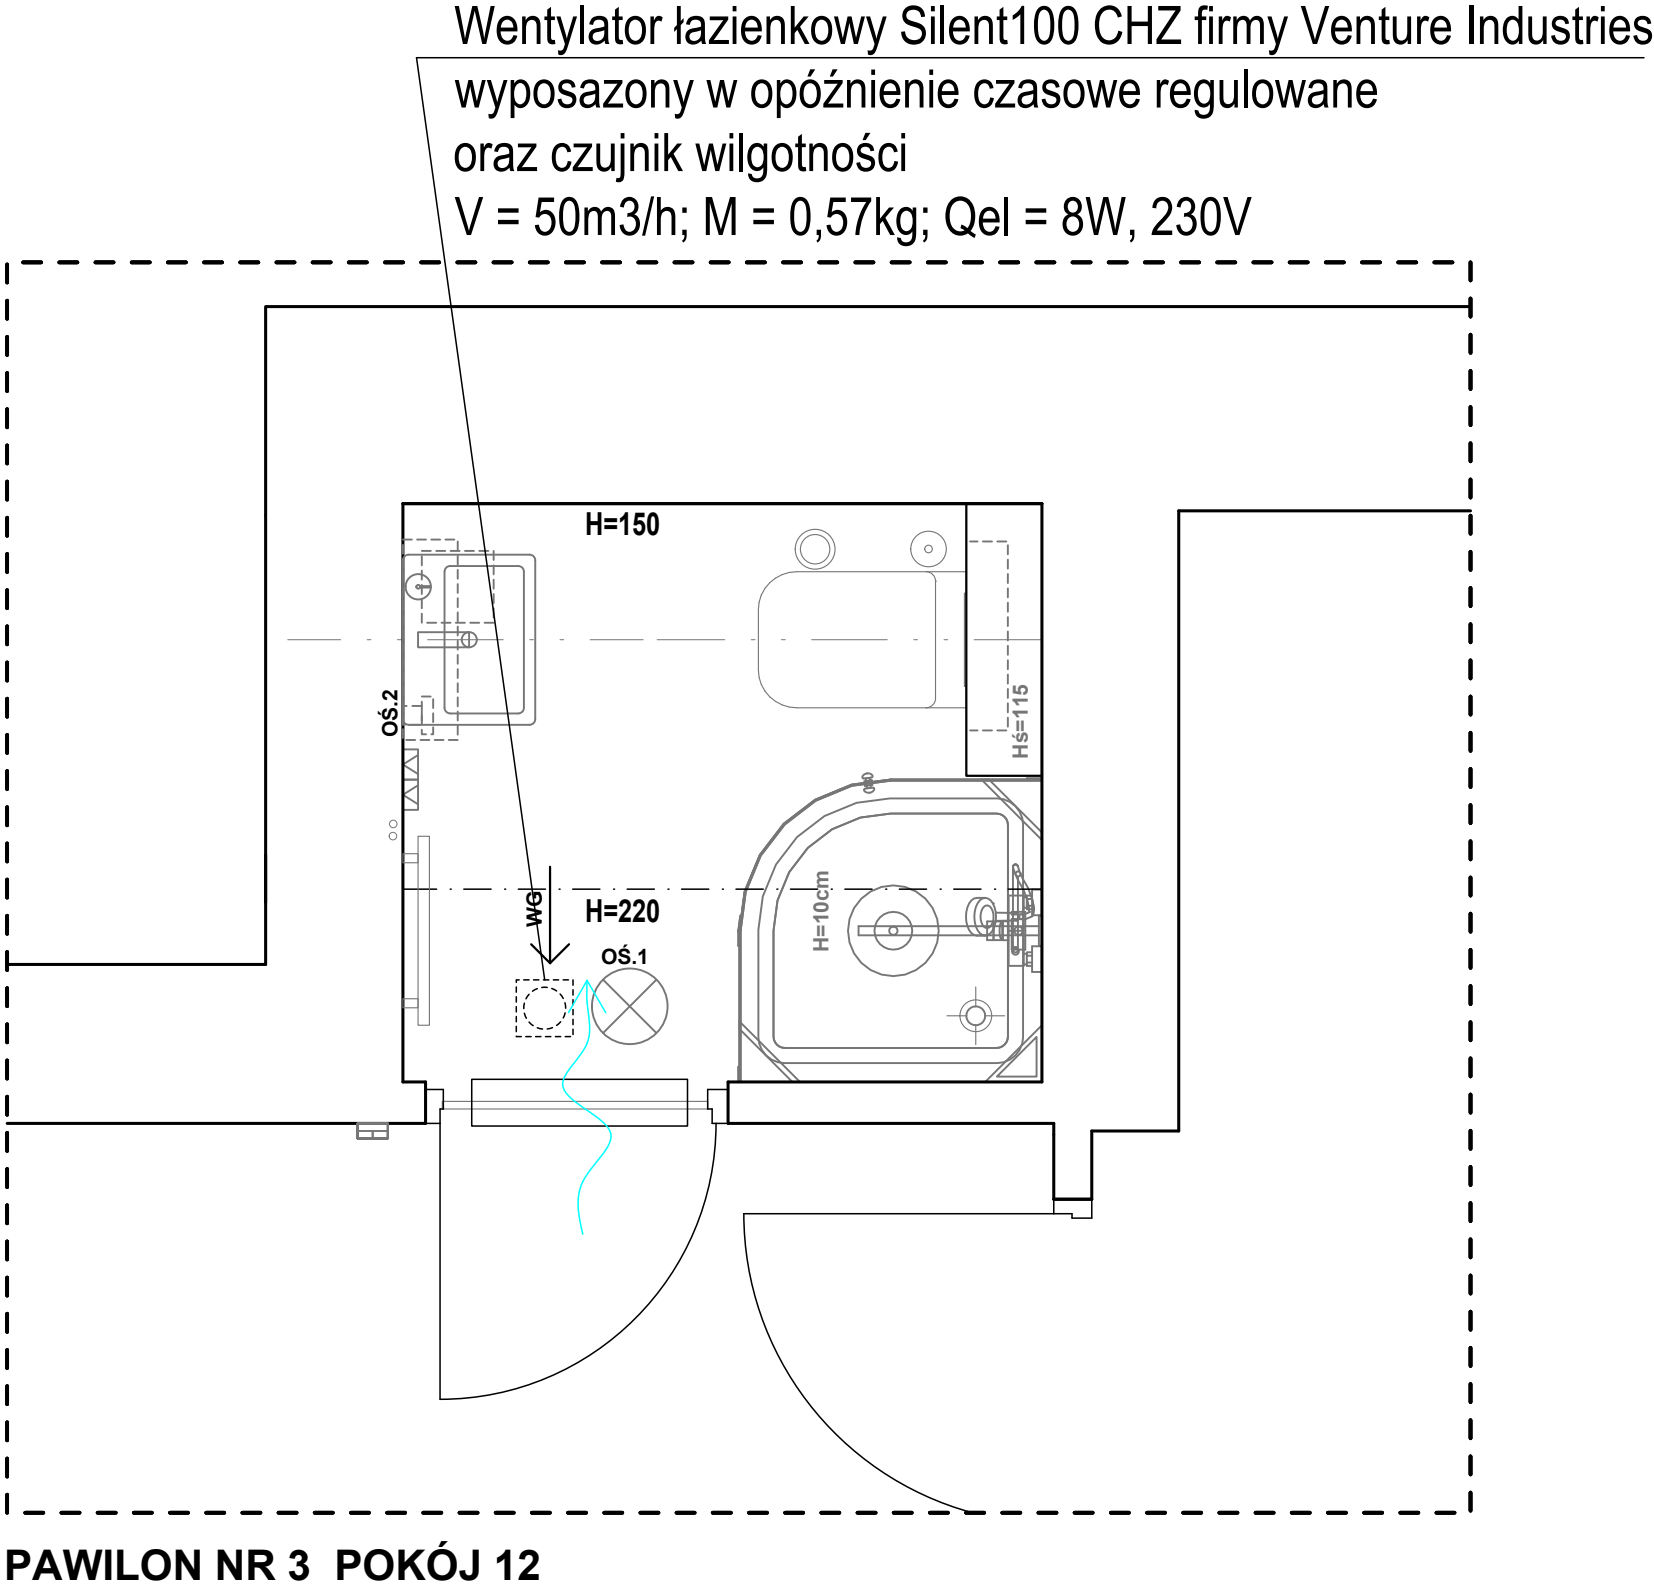 Wentylator łazienkowy Silent100 CHZ firmy Venture Industries
wyposazony w opóźnienie czasowe regulowane
oraz czujnik wilgotności
V = 50m3/h; M = 0,57kg; Qel = 8W, 230V
H=150
OŚ.2
Hś=115
H=10cm
WG
H=220
OŚ.1
PAWILON NR 3 POKÓJ 12